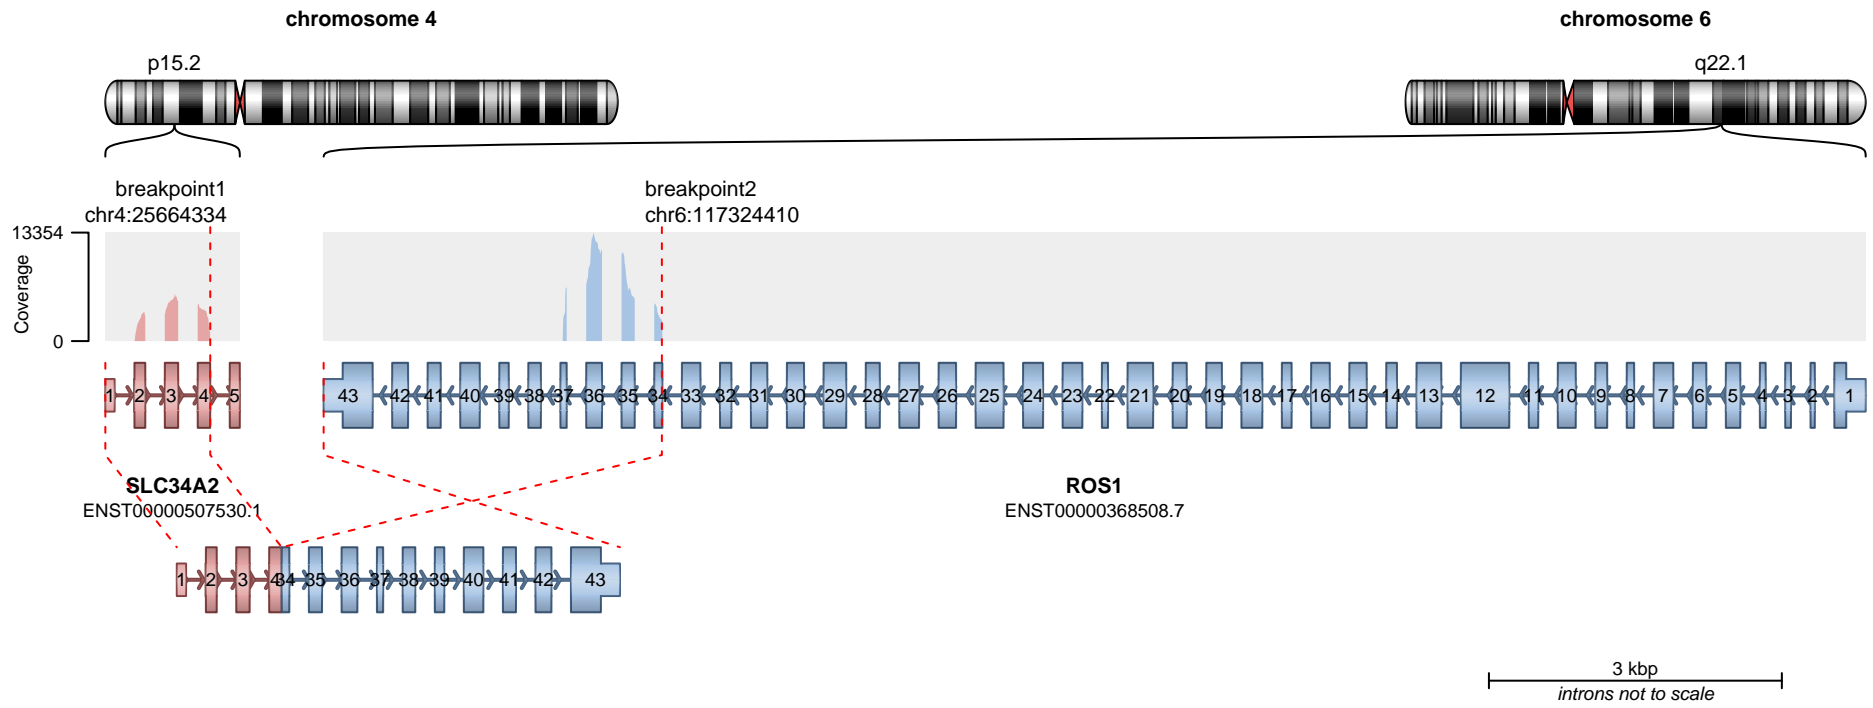 chromosome 4
chromosome 6
p15.2
q22.1
breakpoint1
chr4:25664334
breakpoint2
chr6:117324410
13354
Coverage
0
1 2 3 4 5
43 42 41 40 39 38 37 36 35 34 33 32 31 30 29 28 27 26 25 24 23 22 21 20 19 18 17 16 15 14 13 12 11 10 9 8 7 6 5 4 3 2 1
SLC34A2
ENST00000507530.1
ROS1
ENST00000368508.7
1 2 3 4 34 35 36 37 38 39 40 41 42 43
3 kbp
introns not to scale